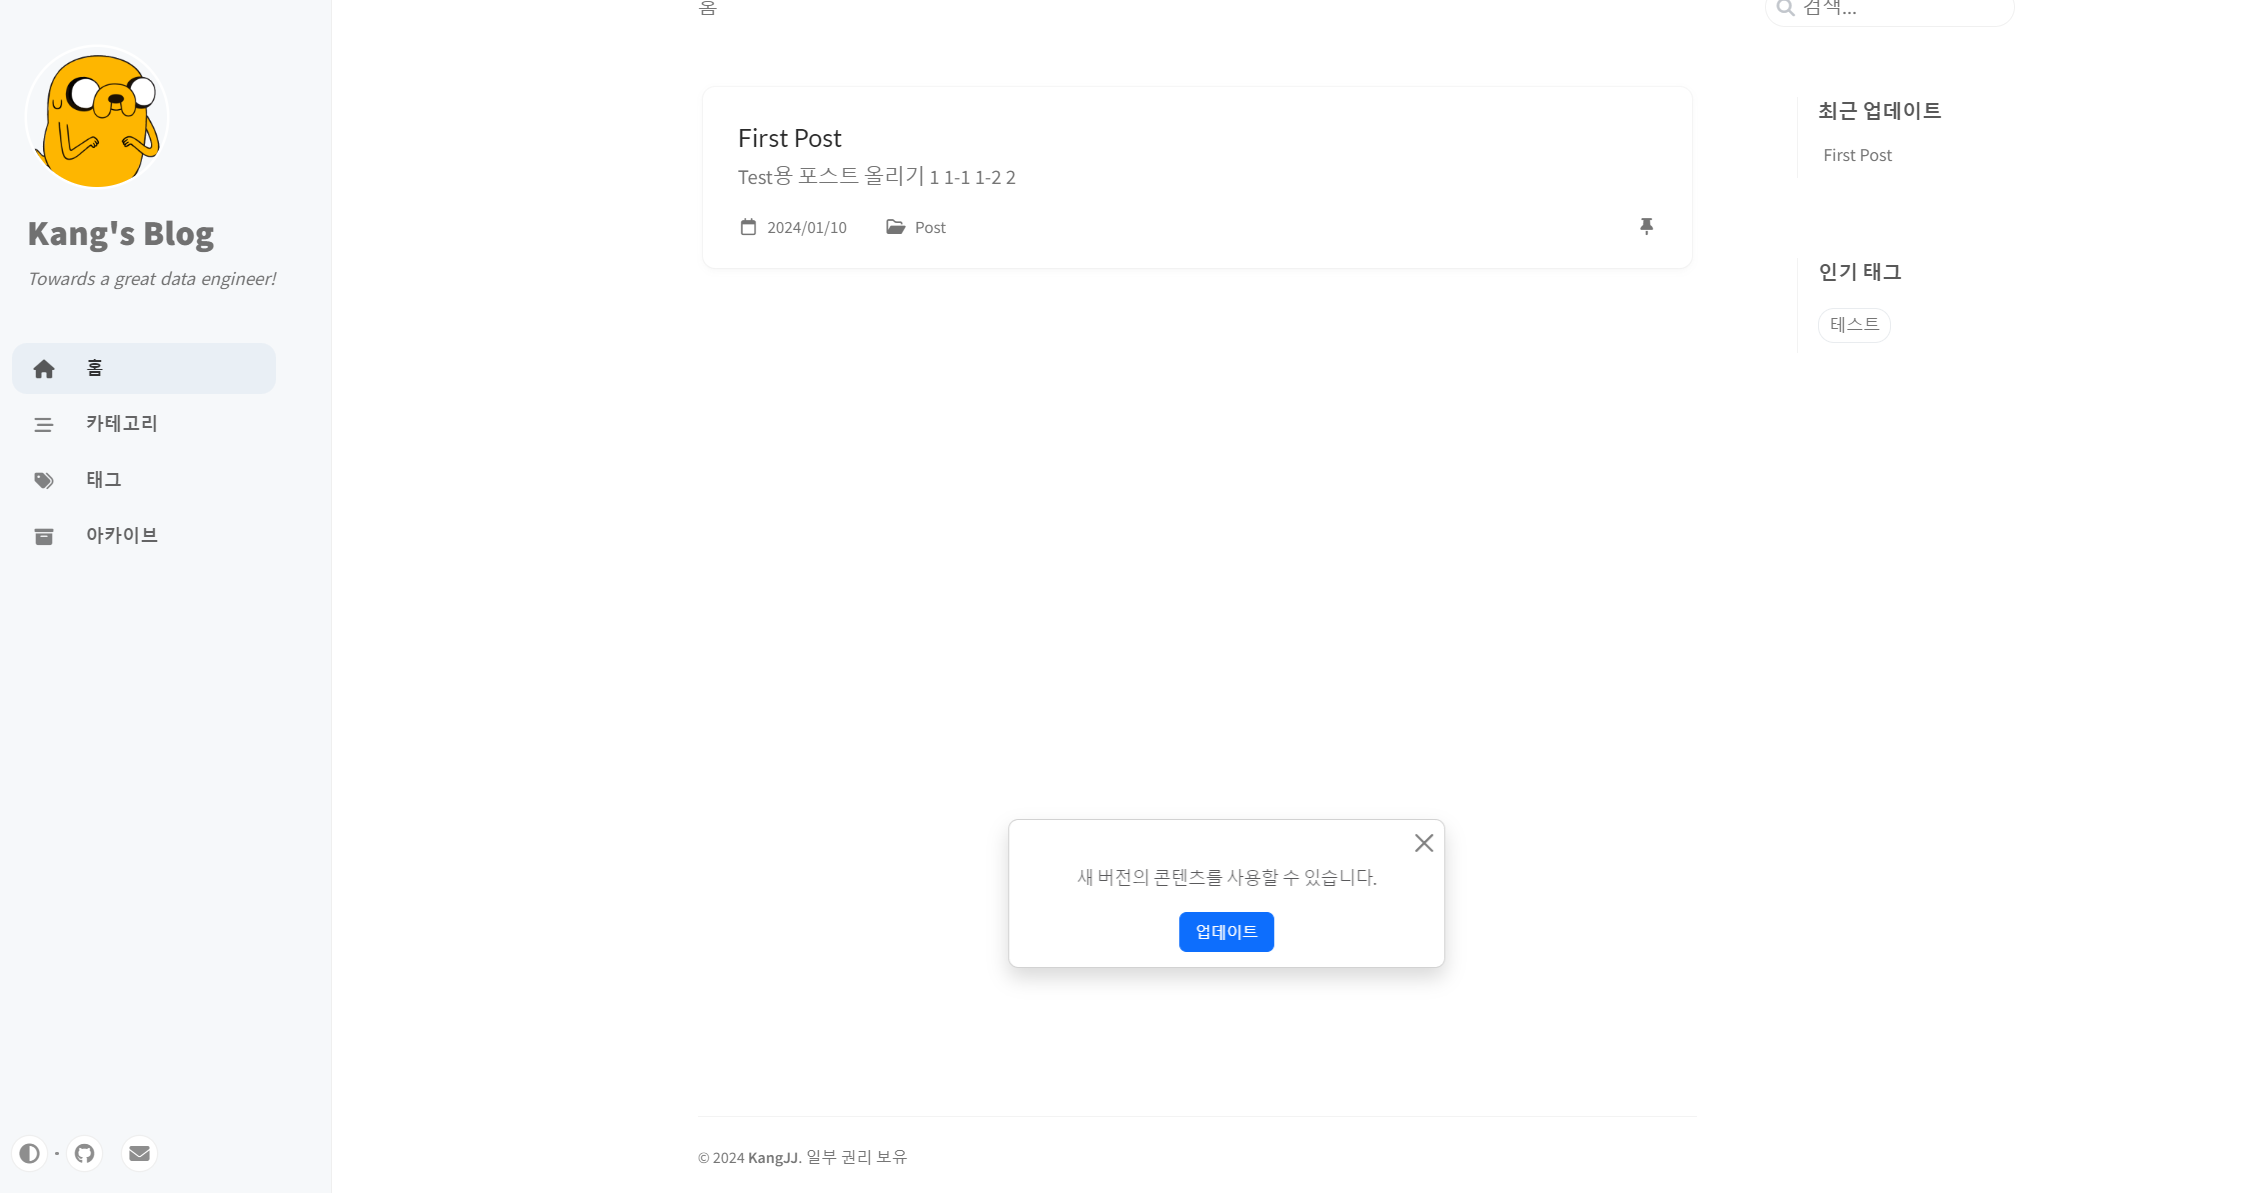 Kang's Blog
Towards a great data engineer!
홈
카테고리
태그
아카이브
홈
검색...
First Post
Test용 포스트 올리기 1 1-1 1-2 2
2024/01/10 Post
최근 업데이트
First Post
인기 태그
테스트
새 버전의 콘텐츠를 사용할 수 있습니다.
업데이트
© 2024 KangJJ. 일부 권리 보유